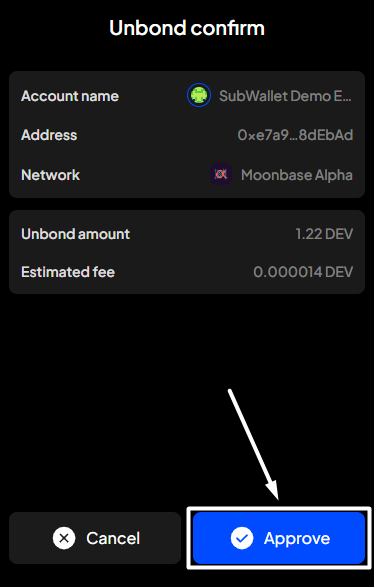 Unbond confirm
Account name SubWallet Demo E...
Address 0xe7a9...8dEbAd
Network Moonbase Alpha
Unbond amount 1.22 DEV
Estimated fee 0.000014 DEV
Cancel Approve